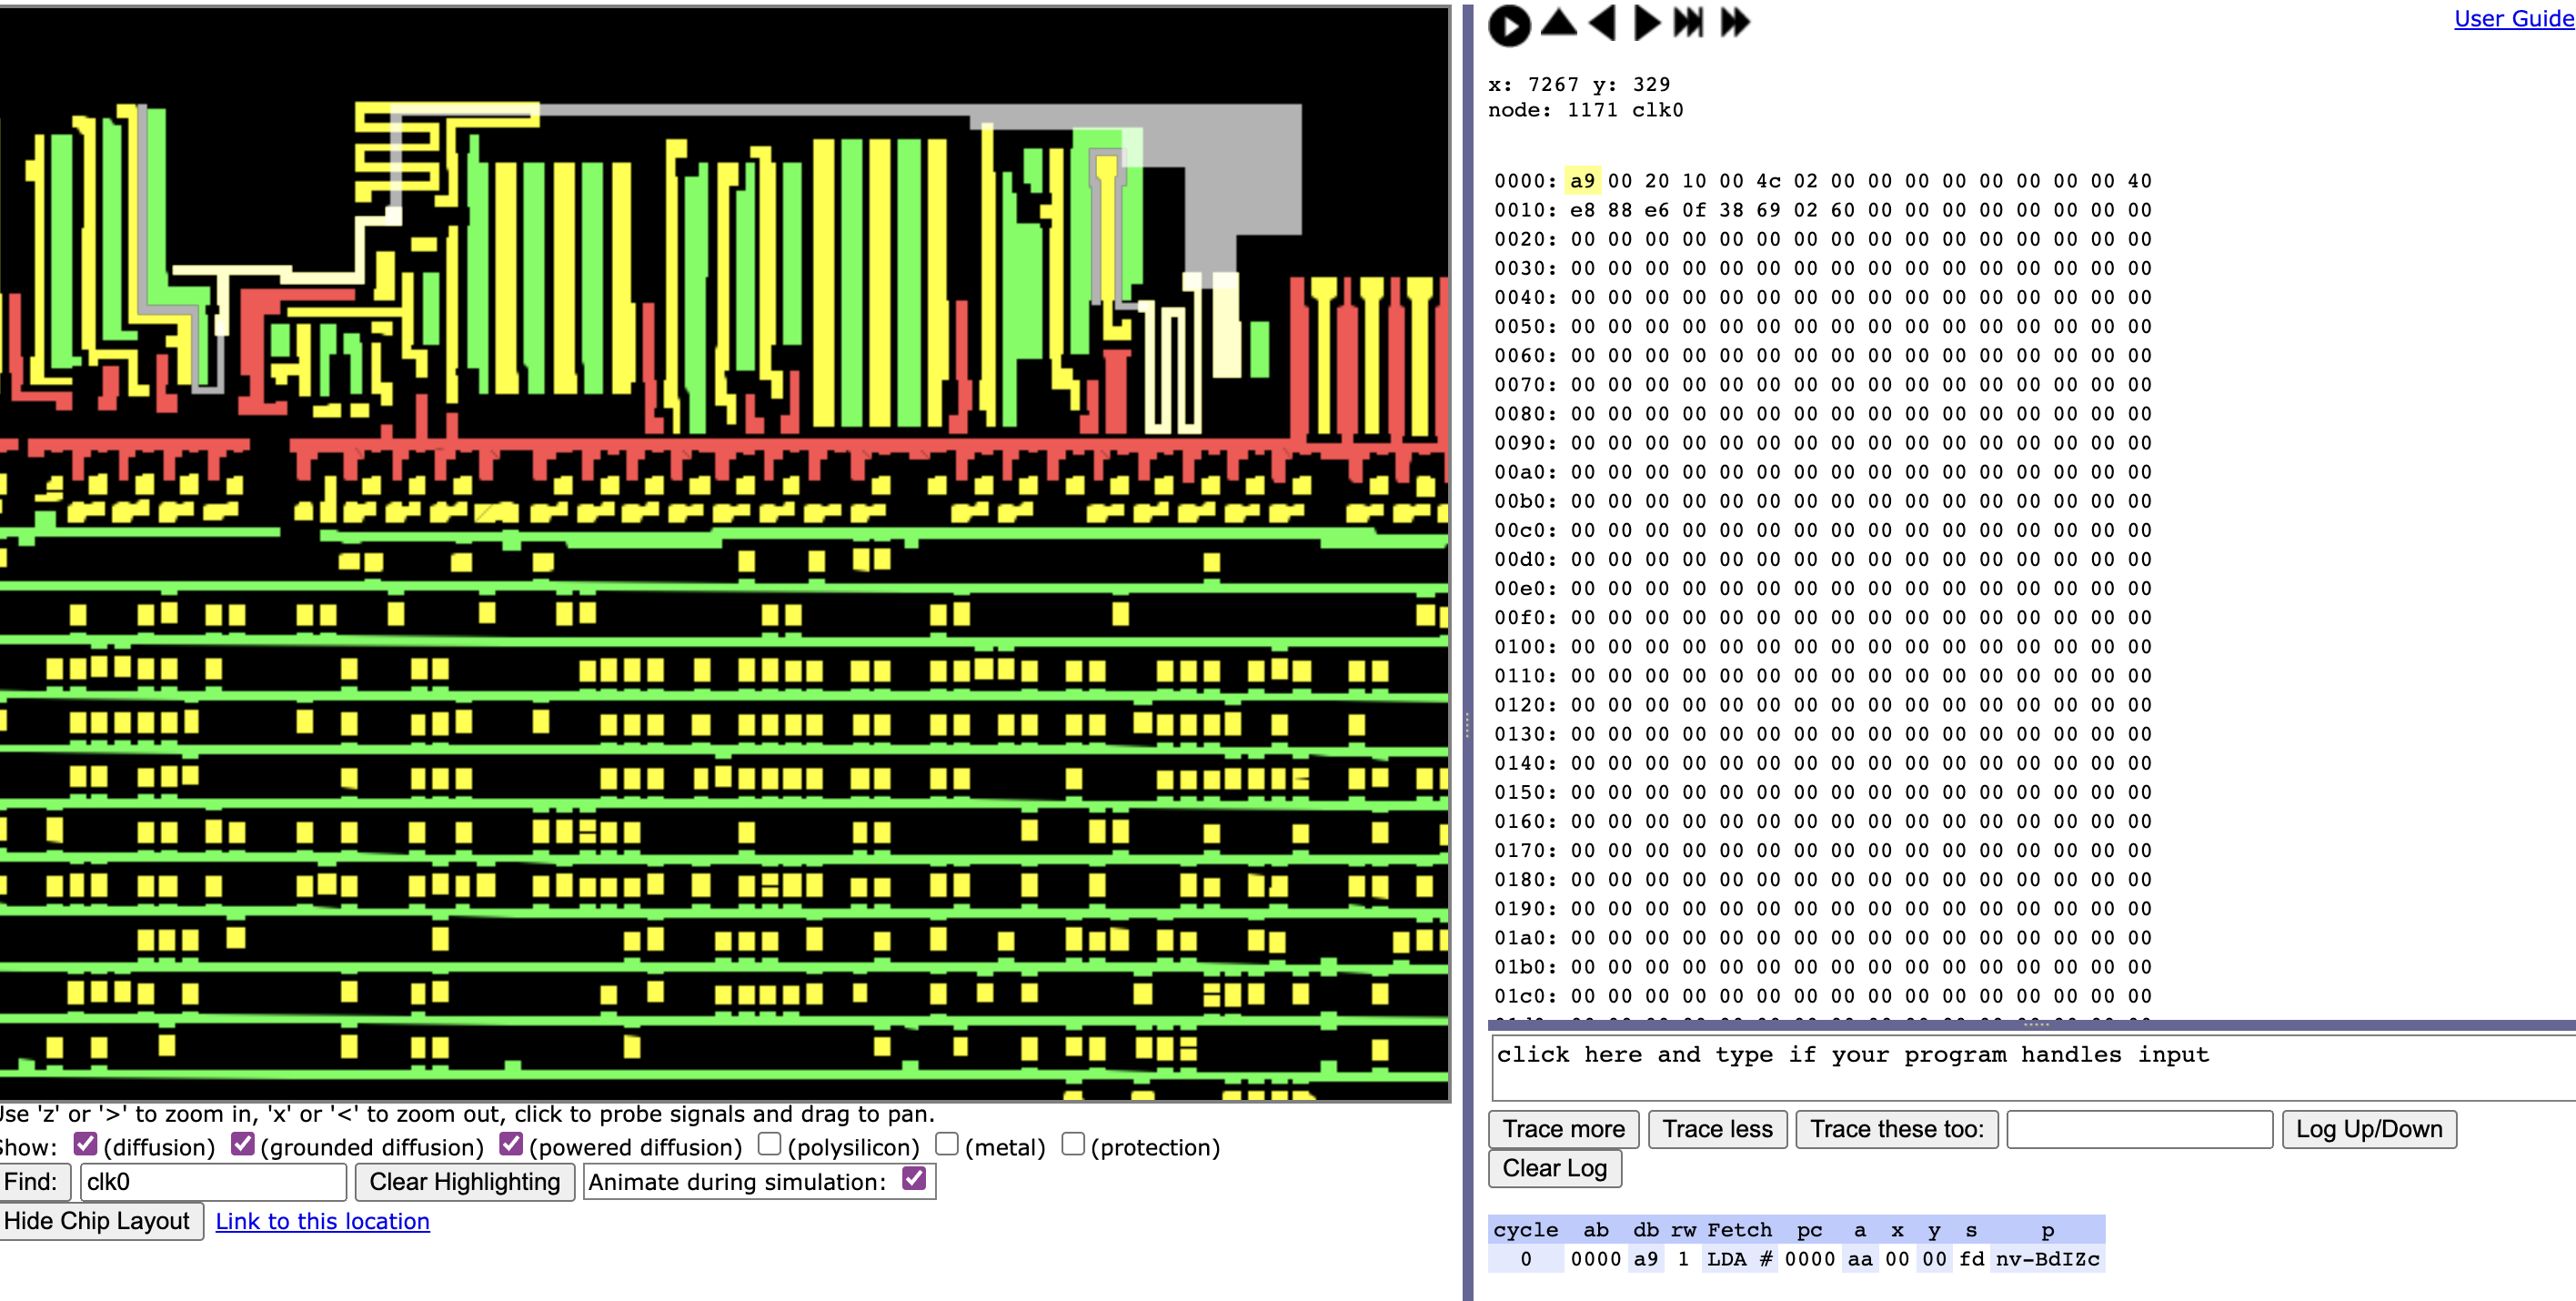 User Guide
x: 7267 y: 329
node: 1171 clk0
0000: a9 00 20 10 00 4c 02 00 00 00 00 00 00 00 00 40
0010: e8 88 e6 0f 38 69 02 60 00 00 00 00 00 00 00 00
0020: 00 00 00 00 00 00 00 00 00 00 00 00 00 00 00 00
0030: 00 00 00 00 00 00 00 00 00 00 00 00 00 00 00 00
0040: 00 00 00 00 00 00 00 00 00 00 00 00 00 00 00 00
0050: 00 00 00 00 00 00 00 00 00 00 00 00 00 00 00 00
0060: 00 00 00 00 00 00 00 00 00 00 00 00 00 00 00 00
0070: 00 00 00 00 00 00 00 00 00 00 00 00 00 00 00 00
0080: 00 00 00 00 00 00 00 00 00 00 00 00 00 00 00 00
0090: 00 00 00 00 00 00 00 00 00 00 00 00 00 00 00 00
00a0: 00 00 00 00 00 00 00 00 00 00 00 00 00 00 00 00
00b0: 00 00 00 00 00 00 00 00 00 00 00 00 00 00 00 00
00c0: 00 00 00 00 00 00 00 00 00 00 00 00 00 00 00 00
00d0: 00 00 00 00 00 00 00 00 00 00 00 00 00 00 00 00
00e0: 00 00 00 00 00 00 00 00 00 00 00 00 00 00 00 00
00f0: 00 00 00 00 00 00 00 00 00 00 00 00 00 00 00 00
0100: 00 00 00 00 00 00 00 00 00 00 00 00 00 00 00 00
0110: 00 00 00 00 00 00 00 00 00 00 00 00 00 00 00 00
0120: 00 00 00 00 00 00 00 00 00 00 00 00 00 00 00 00
0130: 00 00 00 00 00 00 00 00 00 00 00 00 00 00 00 00
0140: 00 00 00 00 00 00 00 00 00 00 00 00 00 00 00 00
0150: 00 00 00 00 00 00 00 00 00 00 00 00 00 00 00 00
0160: 00 00 00 00 00 00 00 00 00 00 00 00 00 00 00 00
0170: 00 00 00 00 00 00 00 00 00 00 00 00 00 00 00 00
0180: 00 00 00 00 00 00 00 00 00 00 00 00 00 00 00 00
0190: 00 00 00 00 00 00 00 00 00 00 00 00 00 00 00 00
01a0: 00 00 00 00 00 00 00 00 00 00 00 00 00 00 00 00
01b0: 00 00 00 00 00 00 00 00 00 00 00 00 00 00 00 00
01c0: 00 00 00 00 00 00 00 00 00 00 00 00 00 00 00 00
click here and type if your program handles input
Trace more Trace less Trace these too: Log Up/Down
Clear Log
cycle ab db rw Fetch pc a x y s p
0 0000 a9 1 LDA # 0000 aa 00 00 fd nv-BdIZc
Use 'z' or '>' to zoom in, 'x' or '<' to zoom out, click to probe signals and drag to pan.
Show: (diffusion) (grounded diffusion) (powered diffusion) (polysilicon) (metal) (protection)
Find: clk0 Clear Highlighting Animate during simulation:
Hide Chip Layout Link to this location